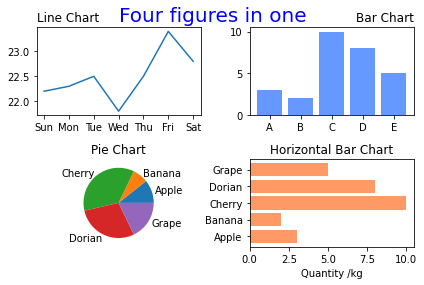 Four figures in one
Line Chart
23.0
22.5
22.0
Sun Mon Tue Wed Thu Fri Sat
Bar Chart
10
5
0
A B C D E
Pie Chart
Cherry
Banana
Apple
Grape
Dorian
Horizontal Bar Chart
Grape
Dorian
Cherry
Banana
Apple
0.0 2.5 5.0 7.5 10.0
Quantity /kg